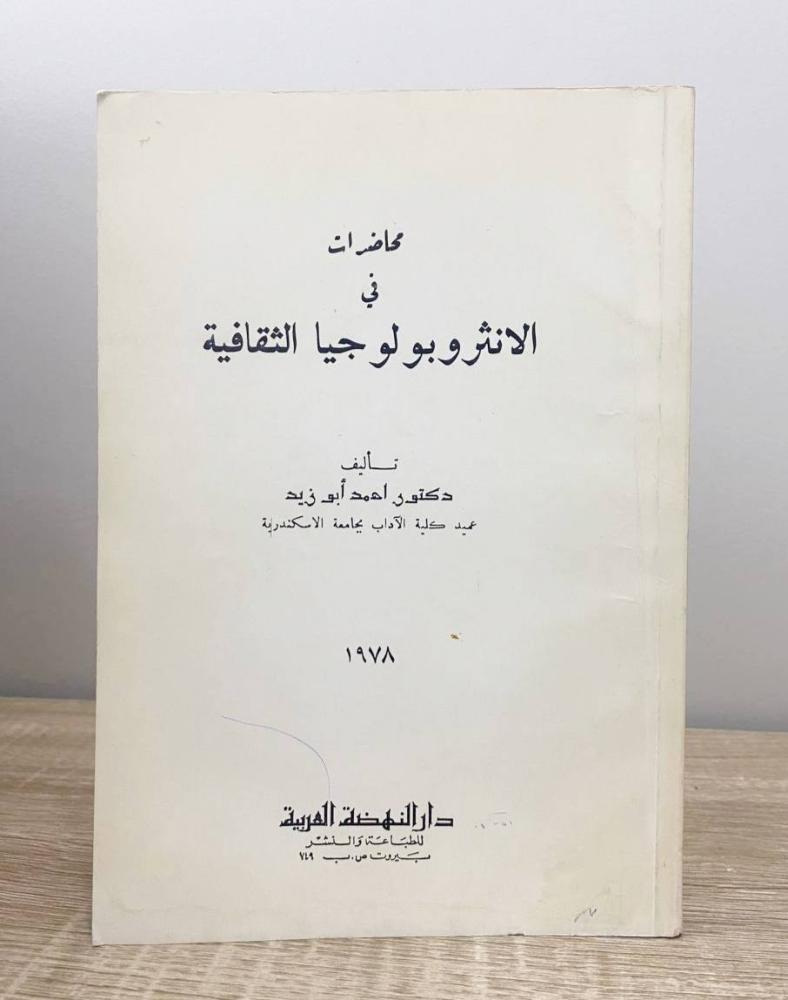 محاضرات
في
الانثروبولوجيا الثقافية
تأليف
دكتور احمد أبو زيد
عميد كلية الآداب بجامعة الاسكندرية
١٩٧٨
دار النهضة العربية
للطباعة والنشر
بيروت ص.ب ٧٤٩